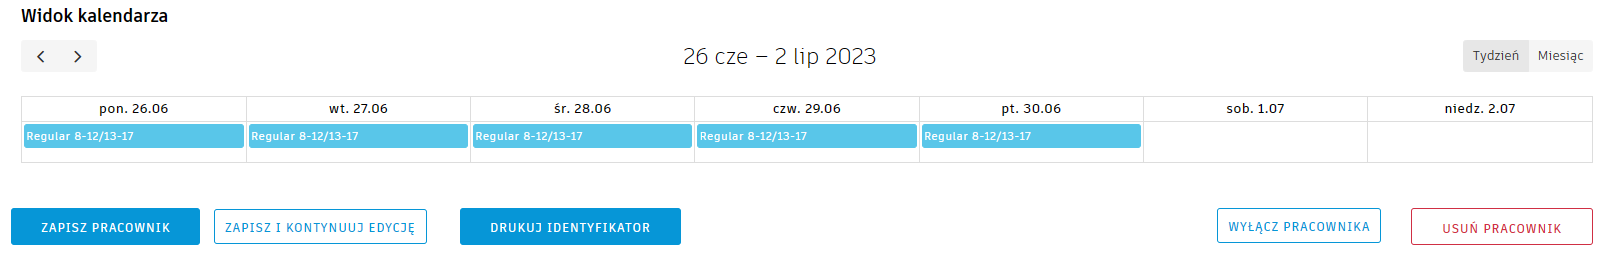 Widok kalendarza
26 cze – 2 lip 2023
Tydzień Miesiąc
pon. 26.06 wt. 27.06 śr. 28.06 czw. 29.06 pt. 30.06 sob. 1.07 niedz. 2.07
Regular 8-12/13-17 Regular 8-12/13-17 Regular 8-12/13-17 Regular 8-12/13-17 Regular 8-12/13-17
ZAPISZ PRACOWNIK ZAPISZ I KONTYNUUJ EDYCJĘ DRUKUJ IDENTYFIKATOR WYŁĄCZ PRACOWNIKA USUŃ PRACOWNIK